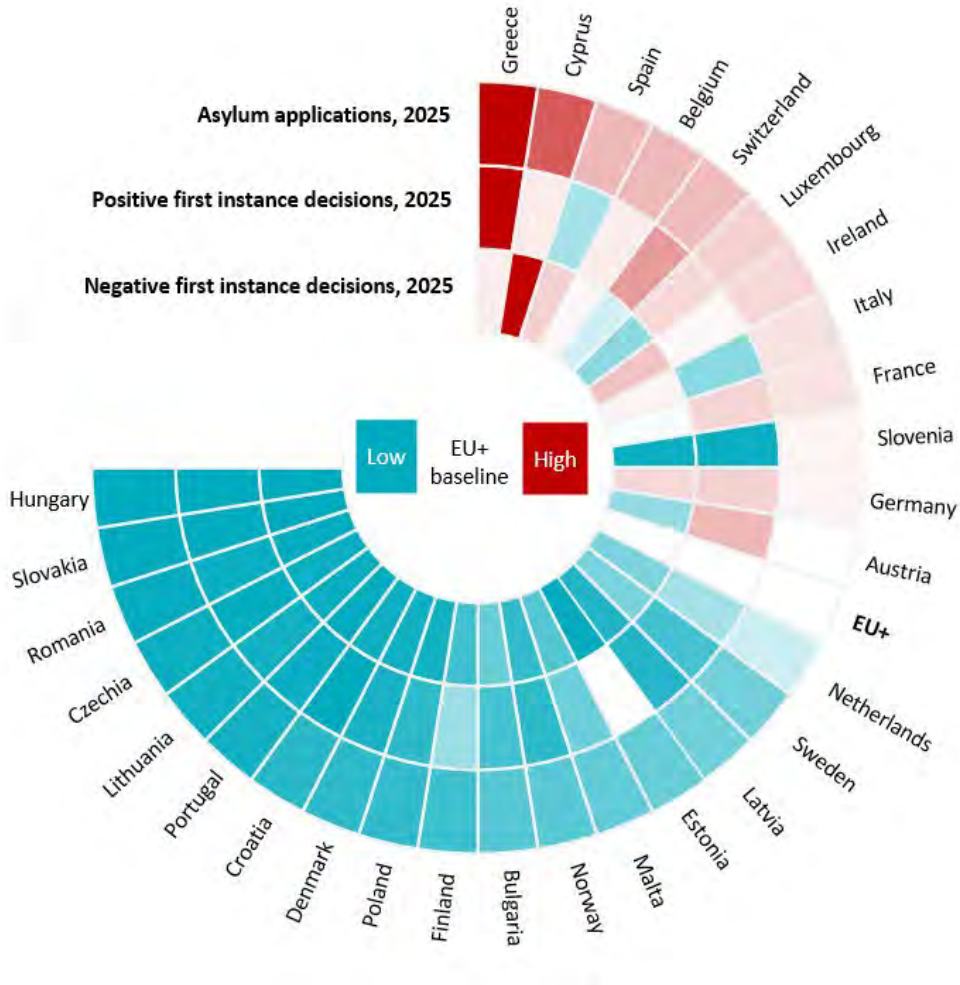 Asylum applications, 2025
Positive first instance decisions, 2025
Negative first instance decisions, 2025
Greece
Cyprus
Spain
Belgium
Switzerland
Luxembourg
Ireland
Italy
France
Slovenia
Germany
Austria
EU+
Netherlands
Sweden
Latvia
Estonia
Malta
Norway
Bulgaria
Finland
Poland
Denmark
Croatia
Portugal
Lithuania
Czechia
Romania
Slovakia
Hungary
Low
EU+
baseline
High